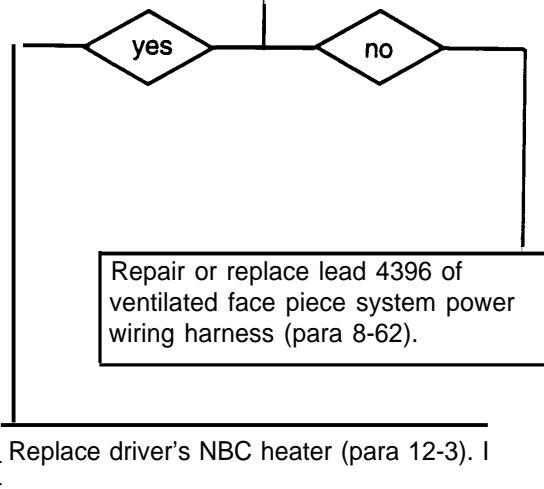 yes
no
Repair or replace lead 4396 of
ventilated face piece system power
wiring harness (para 8-62).
Replace driver's NBC heater (para 12-3).